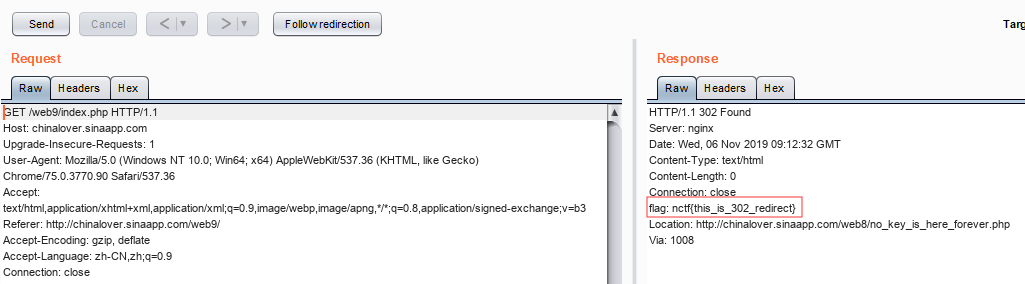 Send Cancel < > Follow redirection Targ
Request
Raw Headers Hex
GET /web9/index.php HTTP/1.1
Host: chinalover.sinaapp.com
Upgrade-Insecure-Requests: 1
User-Agent: Mozilla/5.0 (Windows NT 10.0; Win64; x64) AppleWebKit/537.36 (KHTML, like Gecko)
Chrome/75.0.3770.90 Safari/537.36
Accept:
text/html,application/xhtml+xml,application/xml;q=0.9,image/webp,image/apng,*/*;q=0.8,application/signed-exchange;v=b3
Referer: http://chinalover.sinaapp.com/web9/
Accept-Encoding: gzip, deflate
Accept-Language: zh-CN,zh;q=0.9
Connection: close
Response
Raw Headers Hex
HTTP/1.1 302 Found
Server: nginx
Date: Wed, 06 Nov 2019 09:12:32 GMT
Content-Type: text/html
Content-Length: 0
Connection: close
flag: nctf{this_is_302_redirect}
Location: http://chinalover.sinaapp.com/web8/no_key_is_here_forever.php
Via: 1008